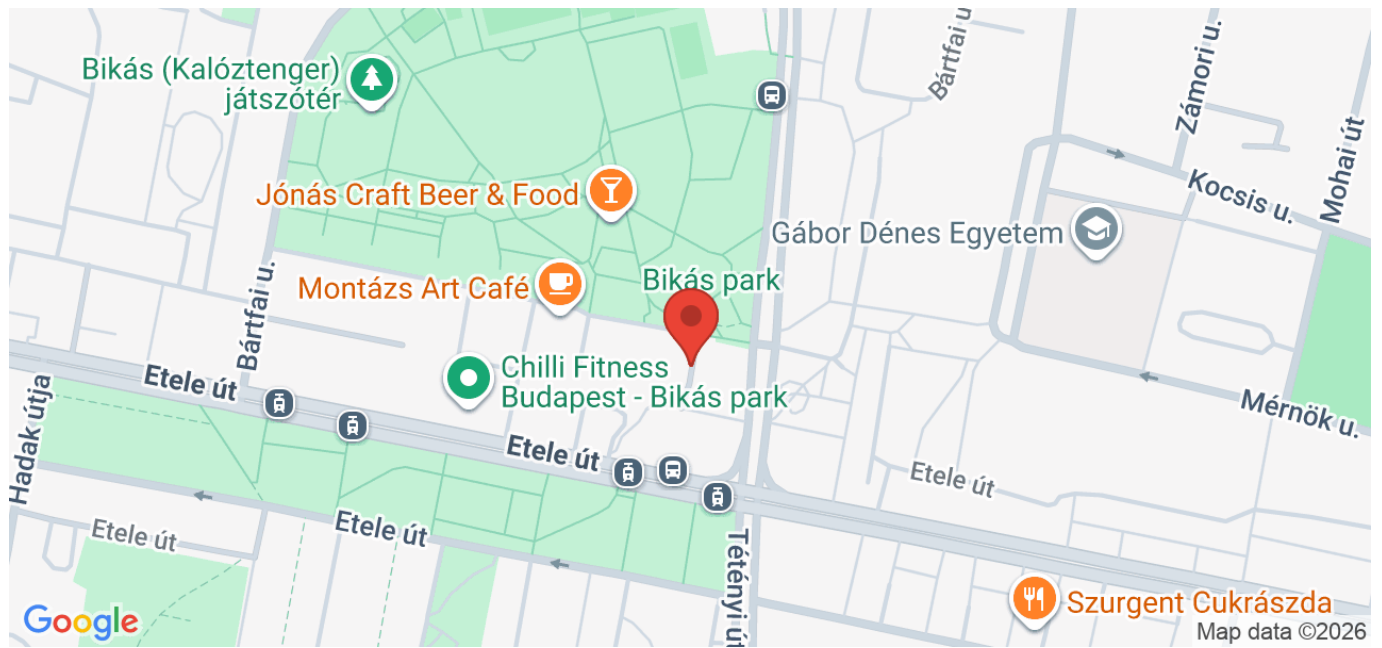 Bikás (Kalóztenger)
játszótér
Bártfai u
Zámori u.
Mohai út
Kocsis u.
Jónás Craft Beer & Food
Gábor Dénes Egyetem
Bikás park
Montázs Art Café
Bártfai u.
Chilli Fitness
Budapest - Bikás park
Etele út
Mérnök u.
Hadak útja
Etele út
Etele út
Etele út
Etele út
Tétényi út
Szurgent Cukrászda
Google
Map data ©2026